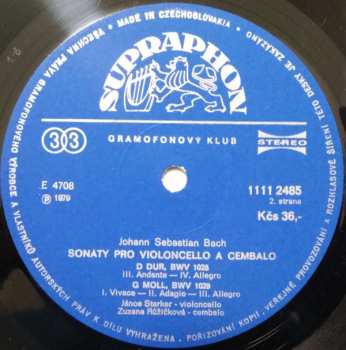 MADE IN CZECHOSLOVAKIA • VŠECHNA PRÁVA GRAMOFONOVÉHO VÝROBCE A VLASTNÍKŮ AUTORSKÝCH PRÁV K DÍLU VYHRAŽENA. POŘIZOVÁNÍ KOPIÍ, VEŘEJNÉ PROVOZOVÁNÍ A ROZHLASOVÉ ŠÍŘENÍ TÉTO DESKY JE ZAKÁZÁNO •
SUPRAPHON
33 GRAMOFONOVÝ KLUB STEREO
E 4708 1111 2485
Ⓟ 1979 2. strana
Kčs 36,-
Johann Sebastian Bach
SONATY PRO VIOLONCELLO A CEMBALO
D DUR, BWV 1028
III. Andante — IV. Allegro
G MOLL, BWV 1029
I. Vivace — II. Adagio — III. Allegro
János Starker - violoncello
Zuzana Růžičková - cembalo